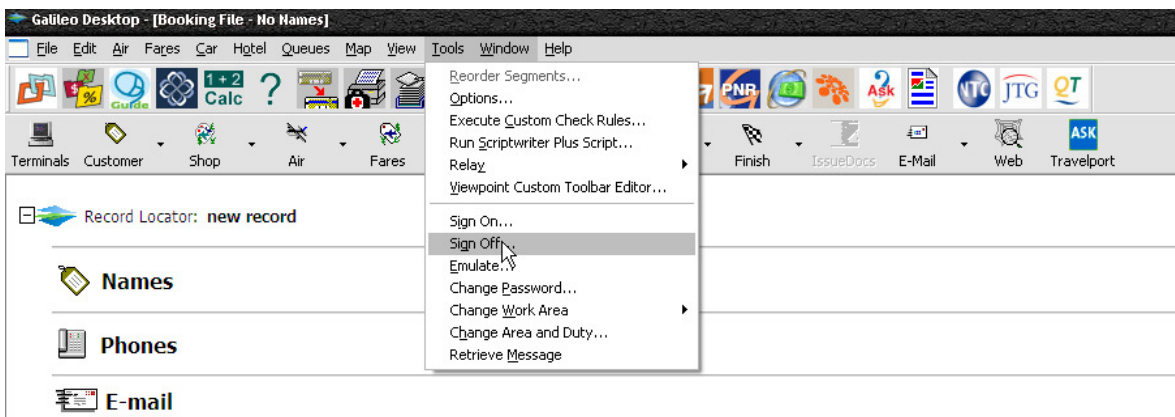 Galileo Desktop - [Booking File - No Names]
File Edit Air Fares Car Hotel Queues Map View Tools Window Help
% Guide 1+2 Calc ? 7 PNR Ask NTC JTG QT
Terminals Customer Shop Air Fares Finish IssueDocs E-Mail Web ASK Travelport
Reorder Segments...
Options...
Execute Custom Check Rules...
Run Scriptwriter Plus Script...
Relay
Viewpoint Custom Toolbar Editor...
Sign On...
Sign Off...
Emulate...
Change Password...
Change Work Area
Change Area and Duty...
Retrieve Message
Record Locator: new record
Names
Phones
E-mail